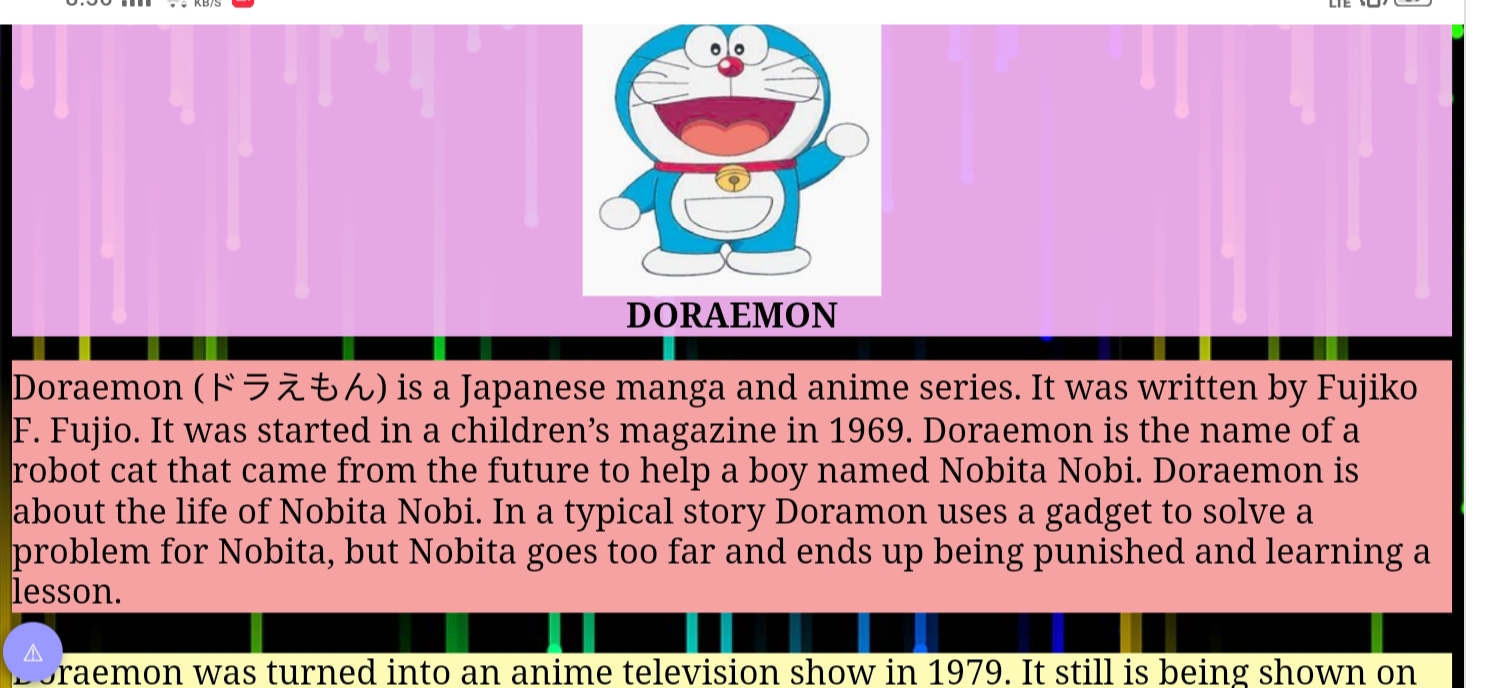 KB/S
LTE
DORAEMON
Doraemon (ドラえもん) is a Japanese manga and anime series. It was written by Fujiko
F. Fujio. It was started in a children’s magazine in 1969. Doraemon is the name of a
robot cat that came from the future to help a boy named Nobita Nobi. Doraemon is
about the life of Nobita Nobi. In a typical story Doramon uses a gadget to solve a
problem for Nobita, but Nobita goes too far and ends up being punished and learning a
lesson.
was turned into an anime television show in 1979. It still is being shown on